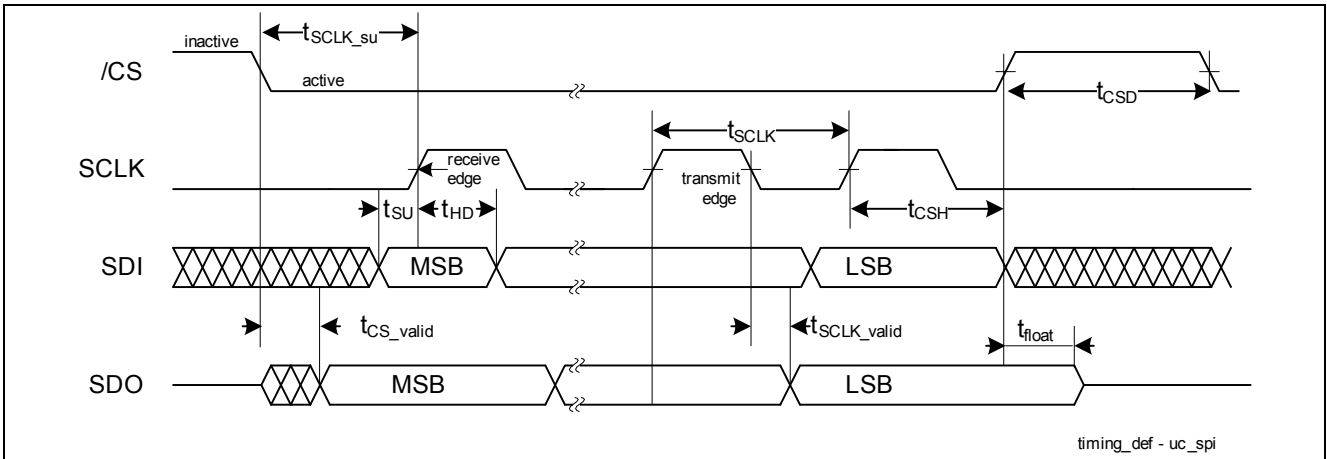 inactive
tSCLK_su
/CS
active
tCSD
tSCLK
SCLK
receive
edge
transmit
edge
tSU
tHD
tCSH
SDI
MSB
LSB
tCS_valid
tSCLK_valid
tfloat
SDO
MSB
LSB
timing_def - uc_spi